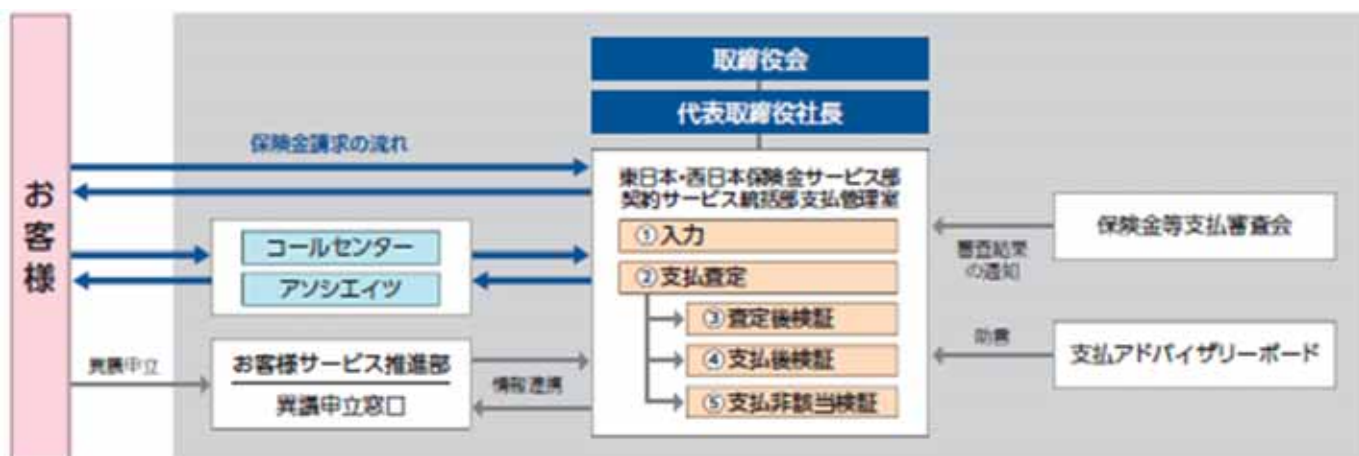 お客様
取締役会
代表取締役社長
保険金請求の流れ
東日本・西日本保険金サービス部
契約サービス統括部支払管理室
①入力
②支払査定
③査定後検証
④支払後検証
⑤支払非該当検証
コールセンター
アソシエイツ
異議申立
お客様サービス推進部
異議申立窓口
情報連携
保険金等支払審査会
審査結果
の通知
助言
支払アドバイザリーボード